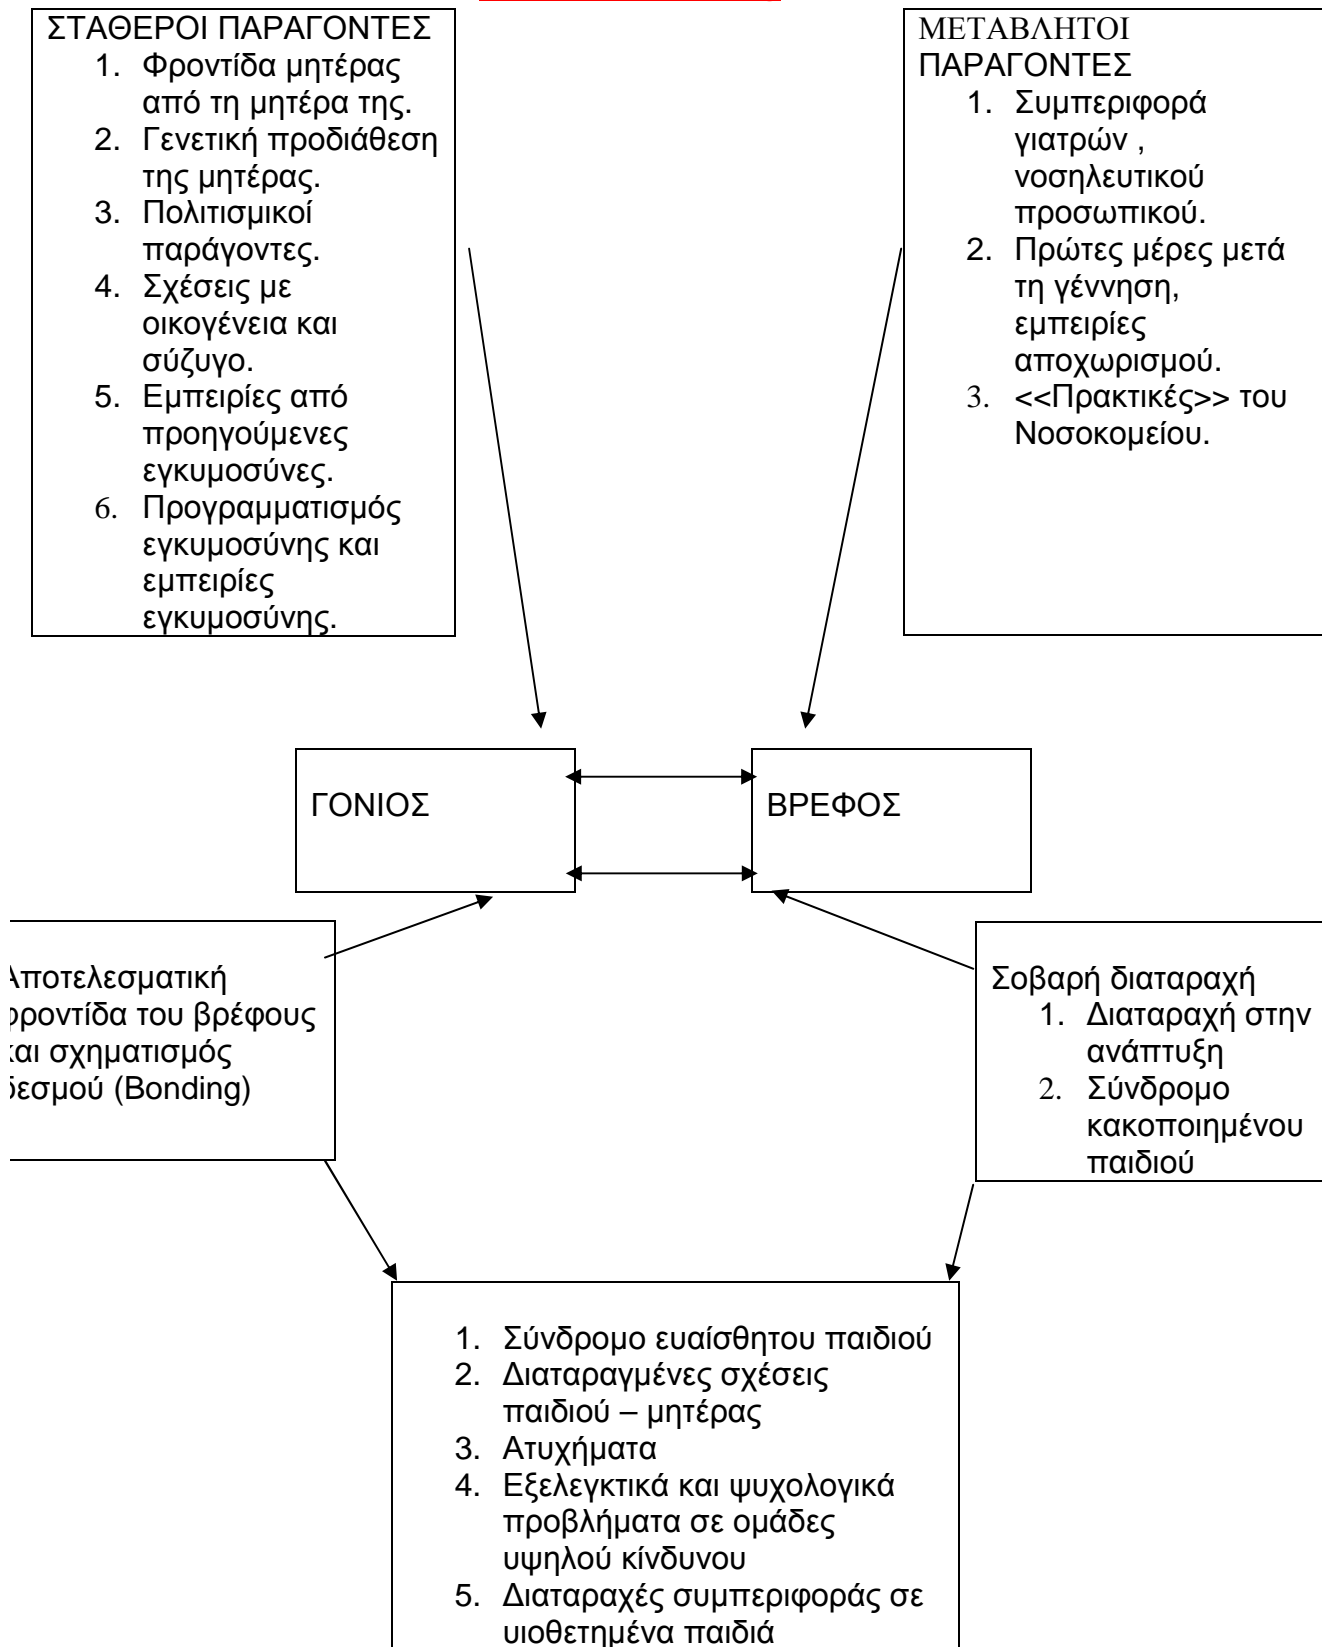 ΣΤΑΘΕΡΟΙ ΠΑΡΑΓΟΝΤΕΣ
1. Φροντίδα μητέρας
από τη μητέρα της.
2. Γενετική προδιάθεση
της μητέρας.
3. Πολιτισμικοί
παράγοντες.
4. Σχέσεις με
οικογένεια και
σύζυγο.
5. Εμπειρίες από
προηγούμενες
εγκυμοσύνες.
6. Προγραμματισμός
εγκυμοσύνης και
εμπειρίες
εγκυμοσύνης.
ΜΕΤΑΒΛΗΤΟΙ
ΠΑΡΑΓΟΝΤΕΣ
1. Συμπεριφορά
γιατρών ,
νοσηλευτικού
προσωπικού.
2. Πρώτες μέρες μετά
τη γέννηση,
εμπειρίες
αποχωρισμού.
3. <<Πρακτικές>> του
Νοσοκομείου.
ΓΟΝΙΟΣ
ΒΡΕΦΟΣ
Αποτελεσματική
φροντίδα του βρέφους
και σχηματισμός
δεσμού (Bonding)
Σοβαρή διαταραχή
1. Διαταραχή στην
ανάπτυξη
2. Σύνδρομο
κακοποιημένου
παιδιού
1. Σύνδρομο ευαίσθητου παιδιού
2. Διαταραγμένες σχέσεις
παιδιού – μητέρας
3. Ατυχήματα
4. Εξελεγκτικά και ψυχολογικά
προβλήματα σε ομάδες
υψηλού κίνδυνου
5. Διαταραχές συμπεριφοράς σε
υιοθετημένα παιδιά